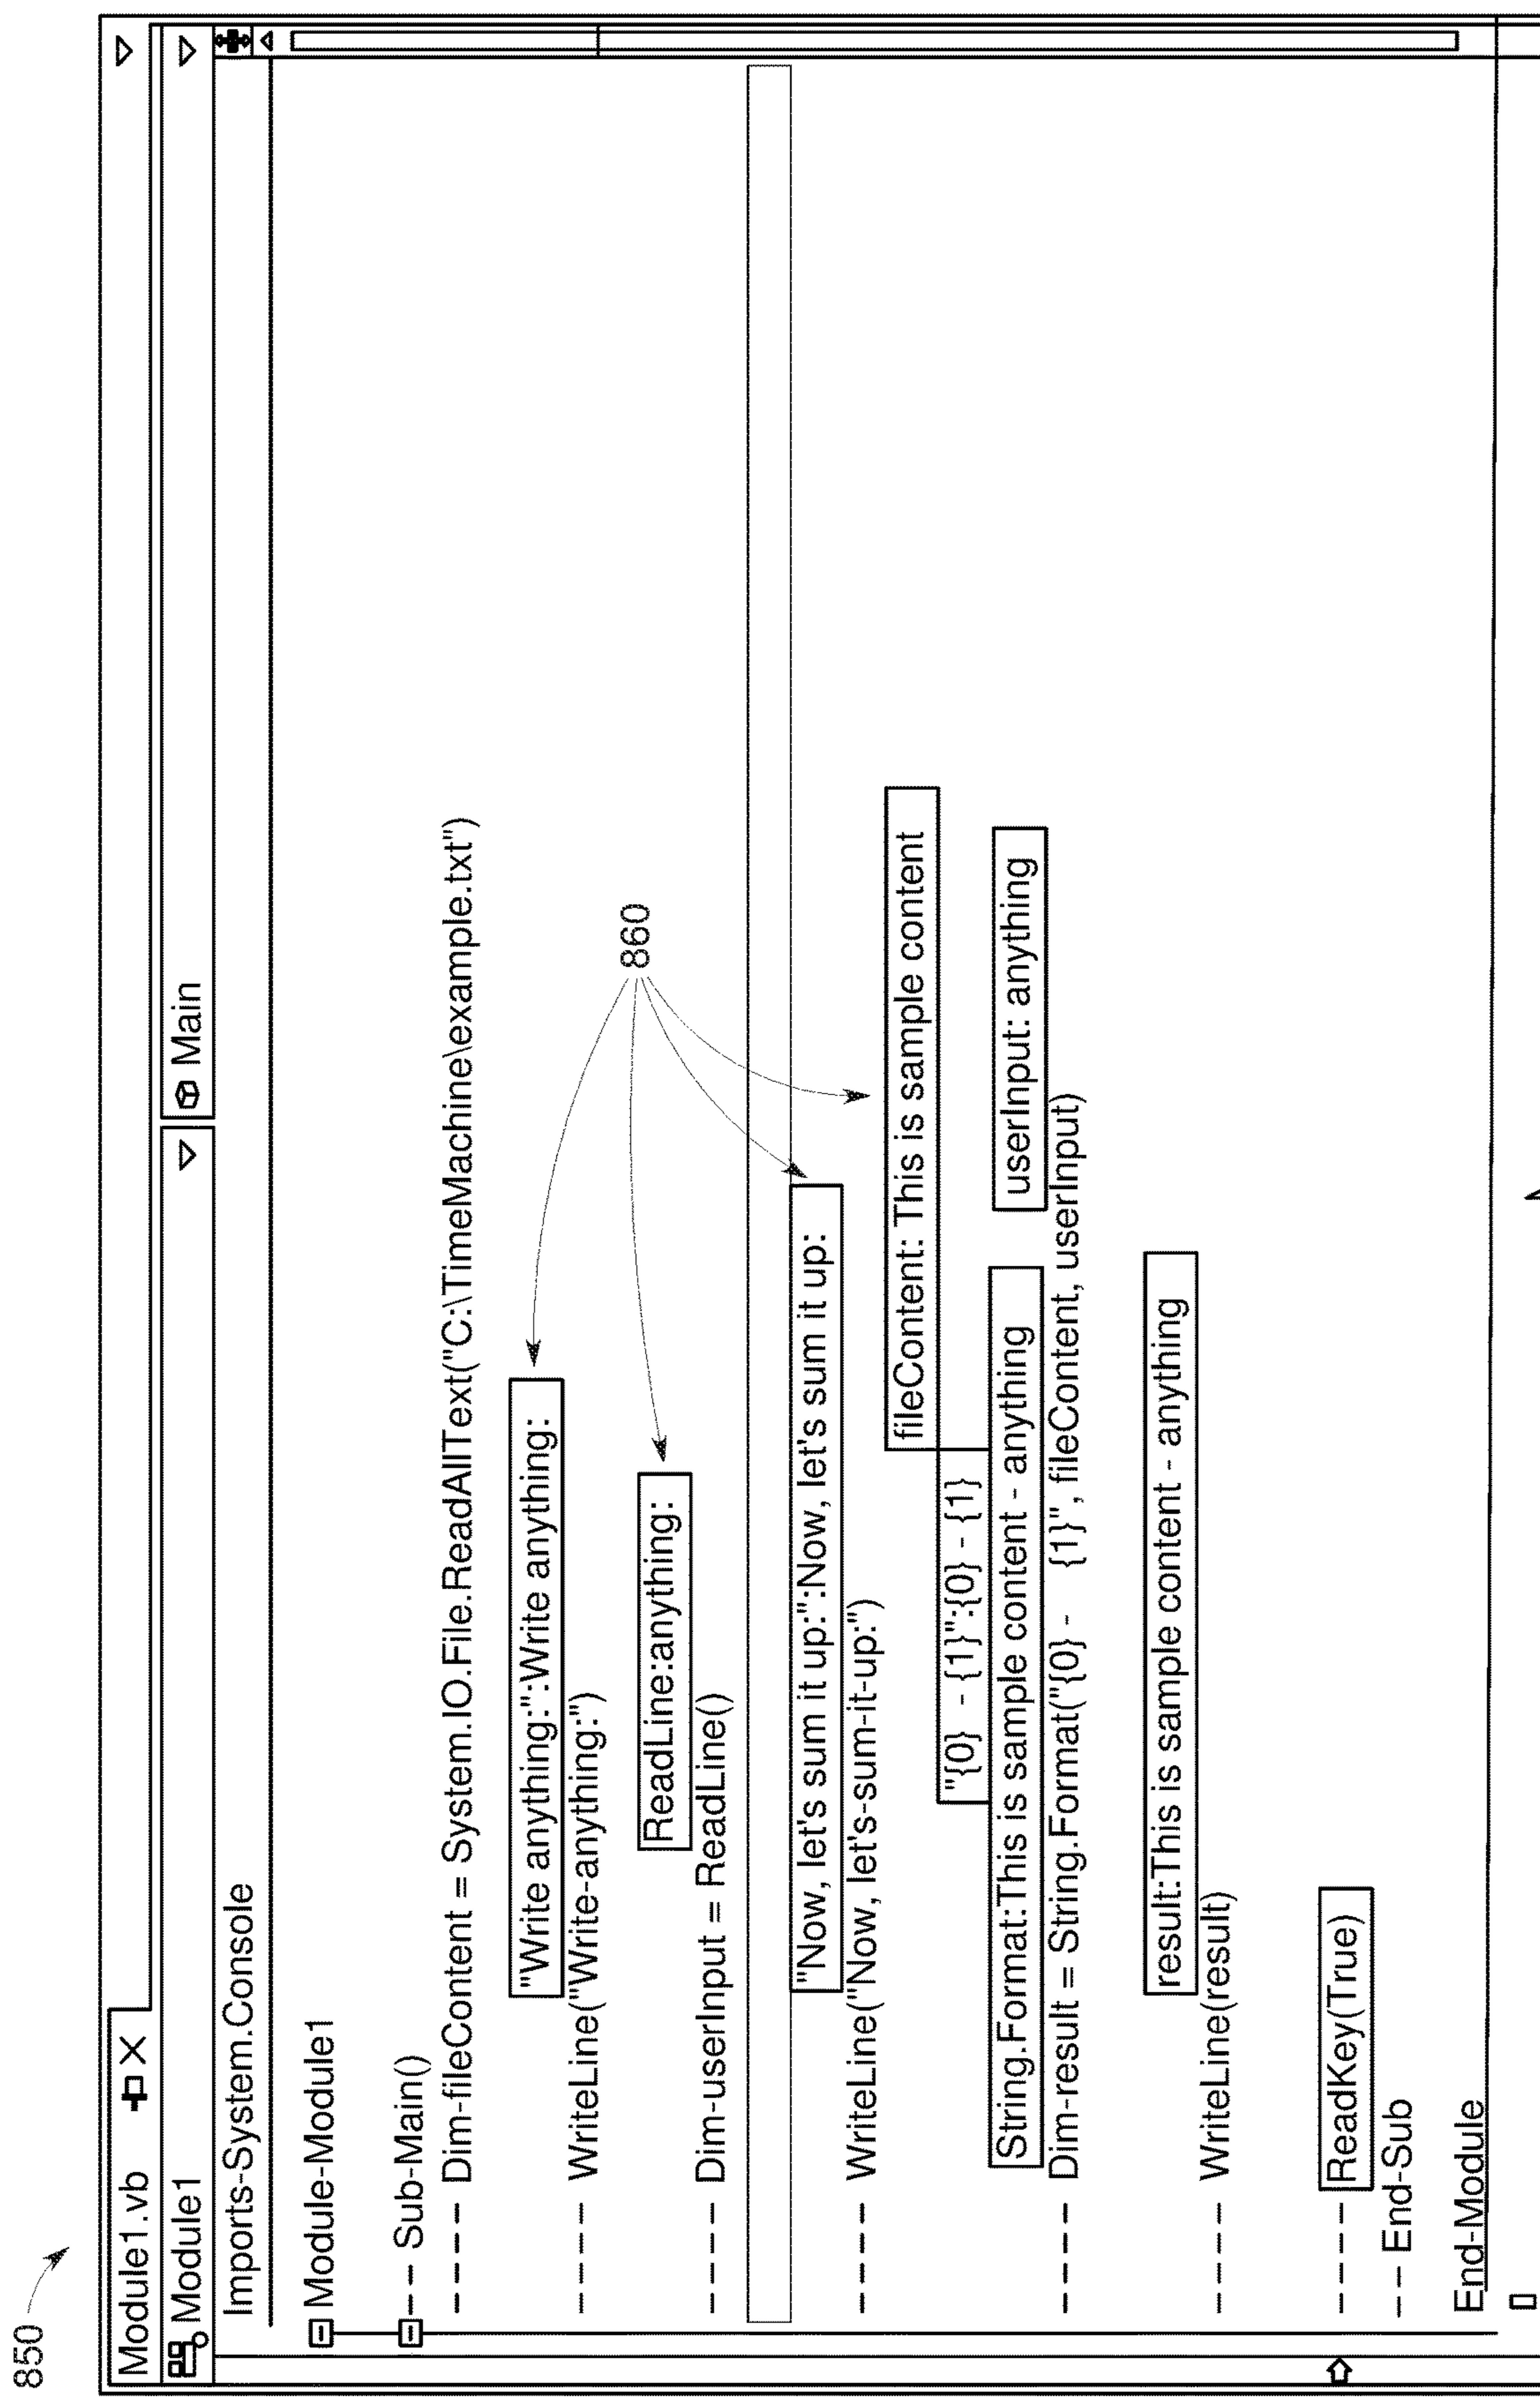 850
Module1.vb
Module1
Main
Imports-System.Console
Module-Module1
Sub-Main()
Dim-fileContent = System.IO.File.ReadAllText("C:\TimeMachine\example.txt")
"Write anything:":Write anything:
WriteLine("Write-anything:")
860
ReadLine:anything:
Dim-userInput = ReadLine()
"Now, let's sum it up:":Now, let's sum it up:
WriteLine("Now, let's-sum-it-up:")
fileContent: This is sample content
"{0} - {1}":{0} - {1}
String.Format:This is sample content - anything
userInput: anything
Dim-result = String.Format("{0} - {1}", fileContent, userInput)
result:This is sample content - anything
WriteLine(result)
ReadKey(True)
End-Sub
End-Module